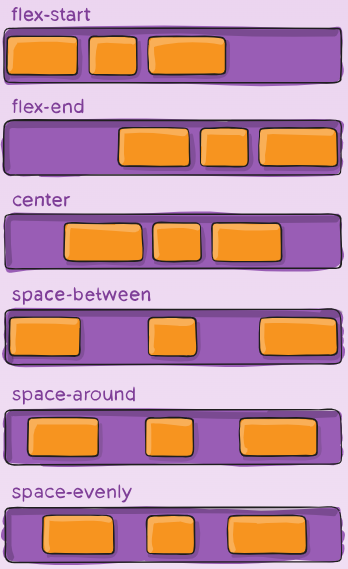 flex-start
flex-end
center
space-between
space-around
space-evenly